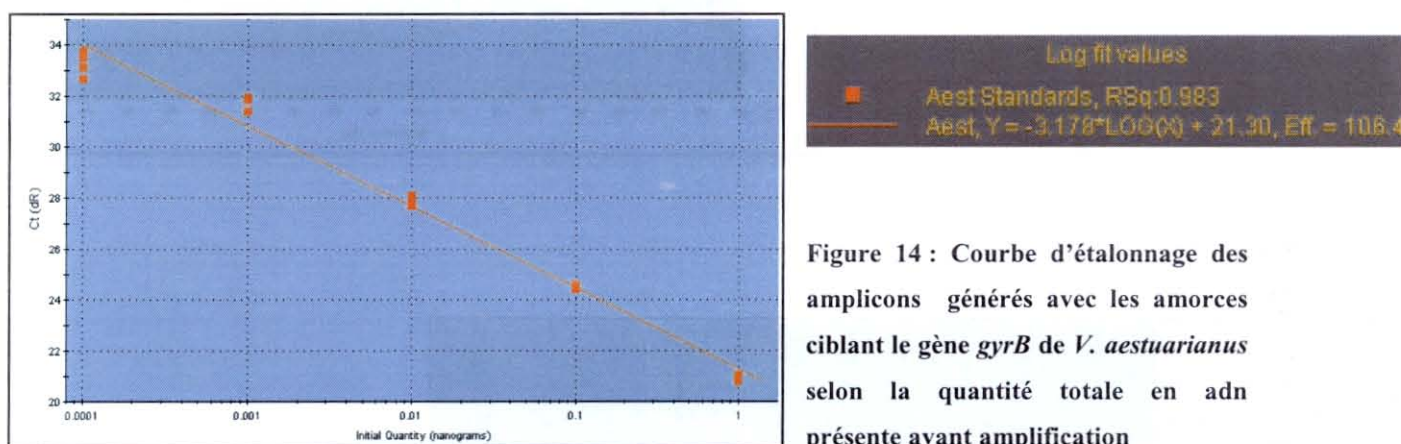 34
32
30
28
26
24
22
20
Ct (dR)
0.0001
0.001
0.01
0.1
1
Initial Quantity (nanograms)
Log fit values
Aest Standards, RSq:0.983
Aest, Y = -3.178*LOG(X) + 21.30, Eff. = 106.4
Figure 14 : Courbe d'étalonnage des
amplicons générés avec les amorces
ciblant le gène gyrB de V. aestuarianus
selon la quantité totale en adn
présente avant amplification